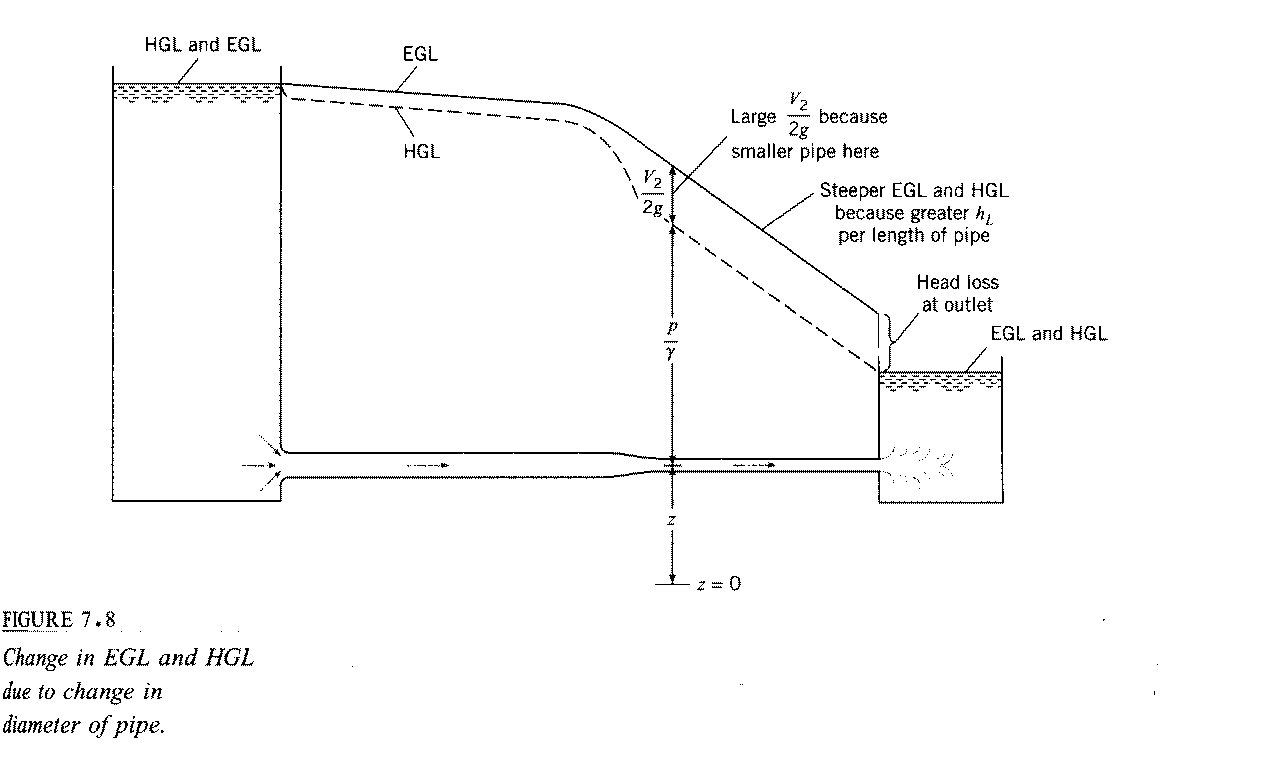 HGL and EGL
EGL
HGL
Large V2/2g because
smaller pipe here
V2/2g
Steeper EGL and HGL
because greater hL
per length of pipe
Head loss
at outlet
EGL and HGL
p/γ
z
z = 0
FIGURE 7.8
Change in EGL and HGL
due to change in
diameter of pipe.